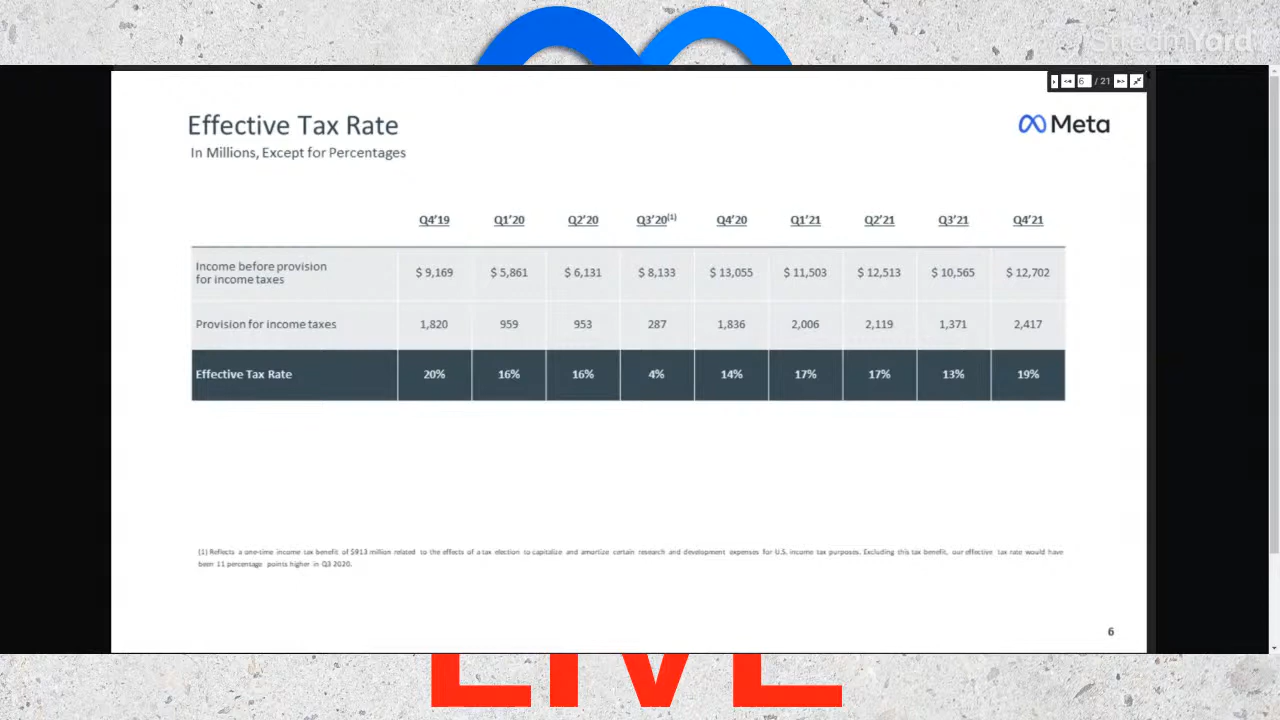 StreamYard
6 / 21
Effective Tax Rate
Meta
In Millions, Except for Percentages
Q4'19 Q1'20 Q2'20 Q3'20(1) Q4'20 Q1'21 Q2'21 Q3'21 Q4'21
Income before provision
for income taxes $ 9,169 $ 5,861 $ 6,131 $ 8,133 $ 13,055 $ 11,503 $ 12,513 $ 10,565 $ 12,702
Provision for income taxes 1,820 959 953 287 1,836 2,006 2,119 1,371 2,417
Effective Tax Rate 20% 16% 16% 4% 14% 17% 17% 13% 19%
(1) Reflects a one-time income tax benefit of $913 million related to the effects of a tax election to capitalize and amortize certain research and development expenses for U.S. income tax purposes. Excluding this tax benefit, our effective tax rate would have
been 11 percentage points higher in Q3 2020.
6
LIVE